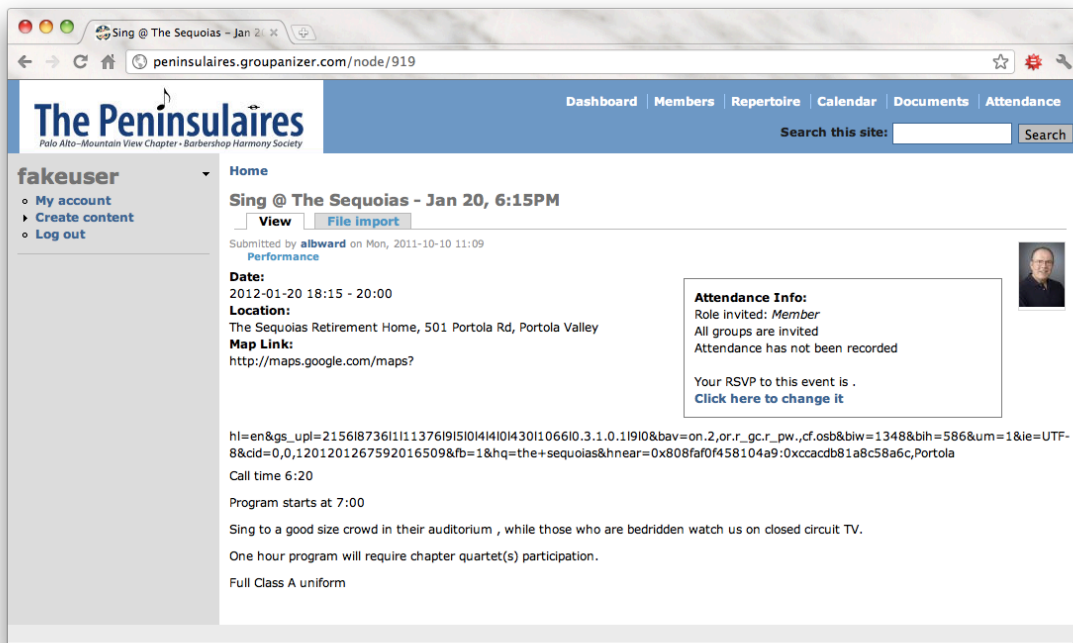 Sing @ The Sequoias – Jan 2
peninsulaires.groupanizer.com/node/919
The Peninsulaires
Palo Alto–Mountain View Chapter • Barbershop Harmony Society
Dashboard Members Repertoire Calendar Documents Attendance
Search this site: Search
fakeuser
My account
Create content
Log out
Home
Sing @ The Sequoias - Jan 20, 6:15PM
View File import
Submitted by albward on Mon, 2011-10-10 11:09
Performance
Date:
2012-01-20 18:15 - 20:00
Location:
The Sequoias Retirement Home, 501 Portola Rd, Portola Valley
Map Link:
http://maps.google.com/maps?
Attendance Info:
Role invited: Member
All groups are invited
Attendance has not been recorded
Your RSVP to this event is .
Click here to change it
hl=en&gs_upl=2156l8736l1l11376l9l5l0l4l4l0l430l1066l0.3.1.0.1l9l0&bav=on.2,or.r_gc.r_pw.,cf.osb&biw=1348&bih=586&um=1&ie=UTF-
8&cid=0,0,1201201267592016509&fb=1&hq=the+sequoias&hnear=0x808faf0f458104a9:0xccacdb81a8c58a6c,Portola
Call time 6:20
Program starts at 7:00
Sing to a good size crowd in their auditorium , while those who are bedridden watch us on closed circuit TV.
One hour program will require chapter quartet(s) participation.
Full Class A uniform